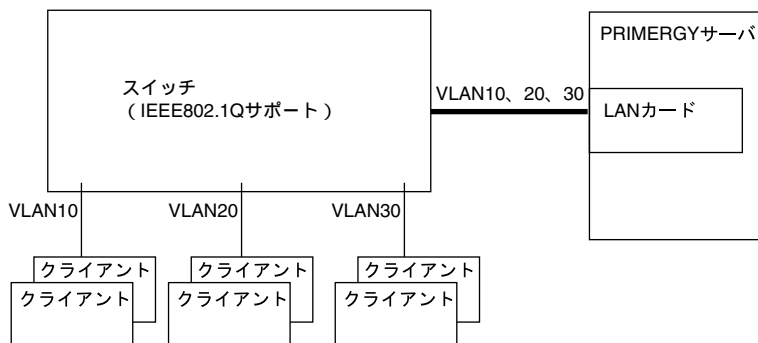 PRIMERGYサーバ
スイッチ
（IEEE802.1Qサポート）
VLAN10、20、30
LANカード
VLAN10
VLAN20
VLAN30
クライアント
クライアント
クライアント
クライアント
クライアント
クライアント